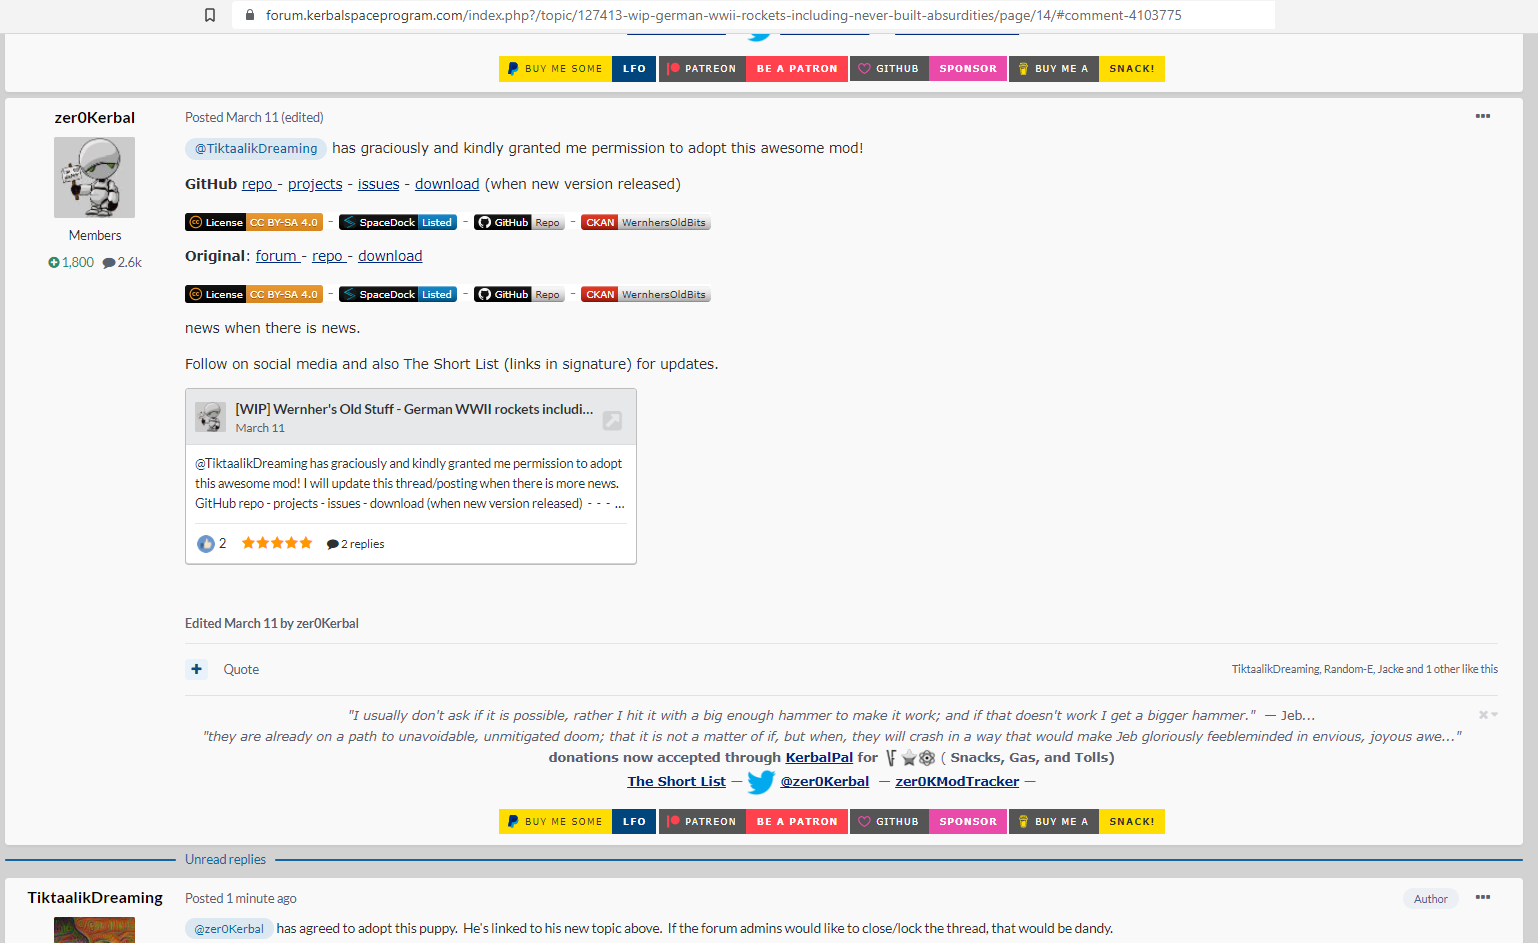 forum.kerbalspaceprogram.com/index.php?/topic/127413-wip-german-wwii-rockets-including-never-built-absurdities/page/14/#comment-4103775
BUY ME SOME LFO PATREON BE A PATRON GITHUB SPONSOR BUY ME A SNACK!
zer0Kerbal
Posted March 11 (edited)
@TiktaalikDreaming has graciously and kindly granted me permission to adopt this awesome mod!
GitHub repo - projects - issues - download (when new version released)
License CC BY-SA 4.0 - SpaceDock Listed - GitHub Repo - CKAN WernhersOldBits
Members
1,800 2.6k
Original: forum - repo - download
License CC BY-SA 4.0 - SpaceDock Listed - GitHub Repo - CKAN WernhersOldBits
news when there is news.
Follow on social media and also The Short List (links in signature) for updates.
[WIP] Wernher's Old Stuff - German WWII rockets includi...
March 11
@TiktaalikDreaming has graciously and kindly granted me permission to adopt
this awesome mod! I will update this thread/posting when there is more news.
GitHub repo - projects - issues - download (when new version released) - - - ...
2 2 replies
Edited March 11 by zer0Kerbal
+ Quote TiktaalikDreaming, Random-E, Jacke and 1 other like this
"I usually don't ask if it is possible, rather I hit it with a big enough hammer to make it work; and if that doesn't work I get a bigger hammer." — Jeb...
"they are already on a path to unavoidable, unmitigated doom; that it is not a matter of if, but when, they will crash in a way that would make Jeb gloriously feebleminded in envious, joyous awe..."
donations now accepted through KerbalPal for ( Snacks, Gas, and Tolls)
The Short List — @zer0Kerbal — zer0KModTracker —
BUY ME SOME LFO PATREON BE A PATRON GITHUB SPONSOR BUY ME A SNACK!
Unread replies
TiktaalikDreaming
Posted 1 minute ago
Author
@zer0Kerbal has agreed to adopt this puppy. He's linked to his new topic above. If the forum admins would like to close/lock the thread, that would be dandy.